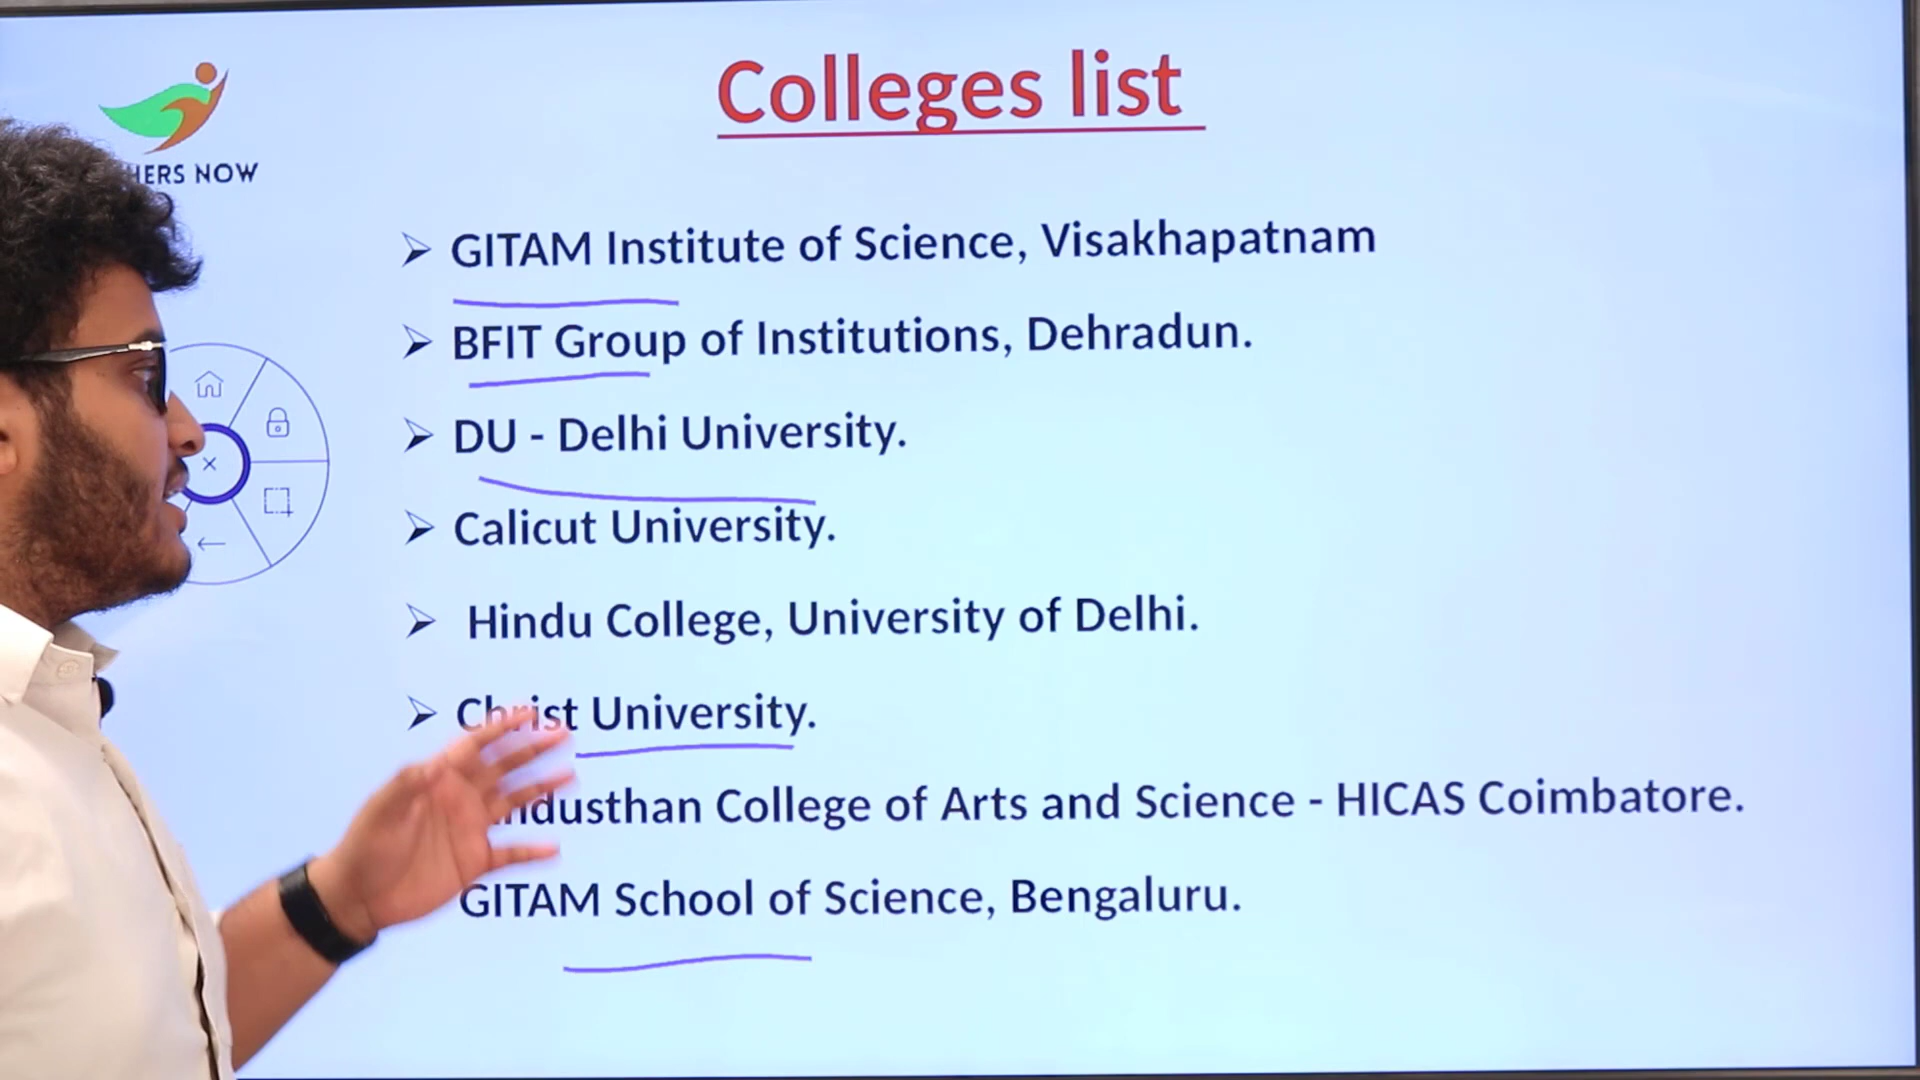 Colleges list
HERS NOW
GITAM Institute of Science, Visakhapatnam
BFIT Group of Institutions, Dehradun.
DU - Delhi University.
Calicut University.
Hindu College, University of Delhi.
Christ University.
ndusthan College of Arts and Science - HICAS Coimbatore.
GITAM School of Science, Bengaluru.